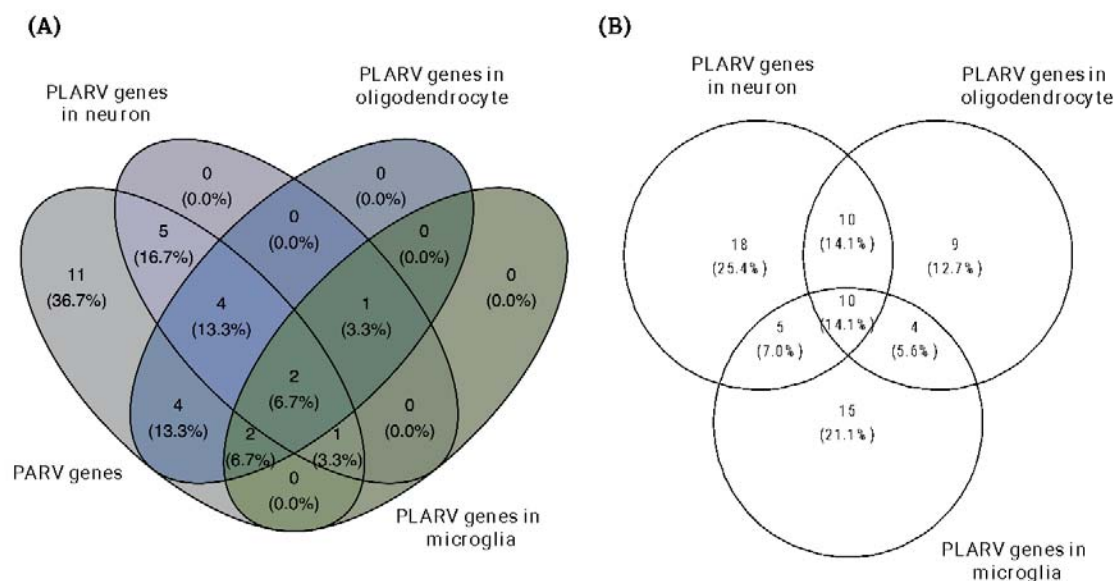 (A)
PLARV genes
in neuron
PLARV genes in
oligodendrocyte
0
(0.0%)
0
(0.0%)
5
(16.7%)
0
(0.0%)
0
(0.0%)
11
(36.7%)
0
(0.0%)
4
(13.3%)
1
(3.3%)
2
(6.7%)
4
(13.3%)
0
(0.0%)
2
(6.7%)
1
(3.3%)
0
(0.0%)
PARV genes
PLARV genes in
microglia
(B)
PLARV genes
in neuron
PLARV genes in
oligodendrocyte
10
(14.1%)
18
(25.4%)
9
(12.7%)
10
(14.1%)
5
(7.0%)
4
(5.6%)
15
(21.1%)
PLARV genes in
microglia